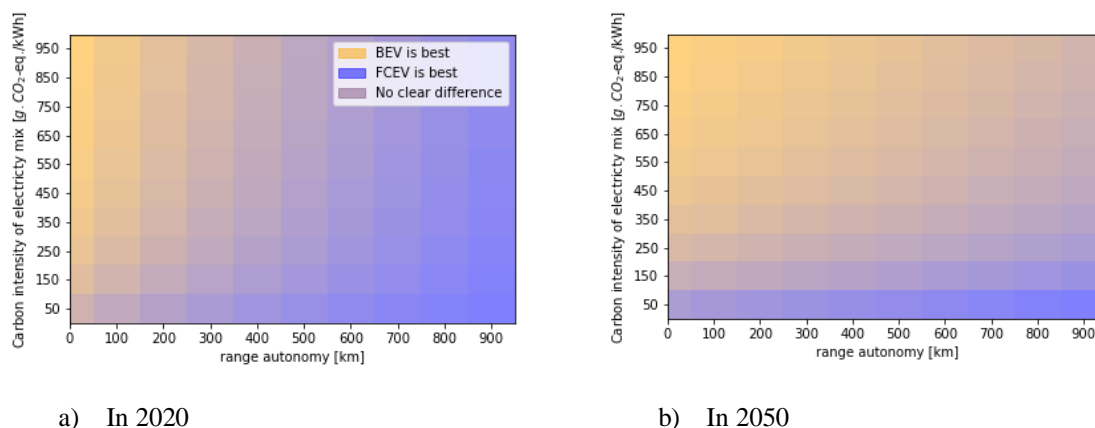 950
850
750
650
550
450
350
250
150
50
Carbon intensity of electricty mix [g. CO₂-eq./kWh]
BEV is best
FCEV is best
No clear difference
0 100 200 300 400 500 600 700 800 900
range autonomy [km]
a) In 2020
950
850
750
650
550
450
350
250
150
50
Carbon intensity of electricty mix [g. CO₂-eq./kWh]
0 100 200 300 400 500 600 700 800 900
range autonomy [km]
b) In 2050